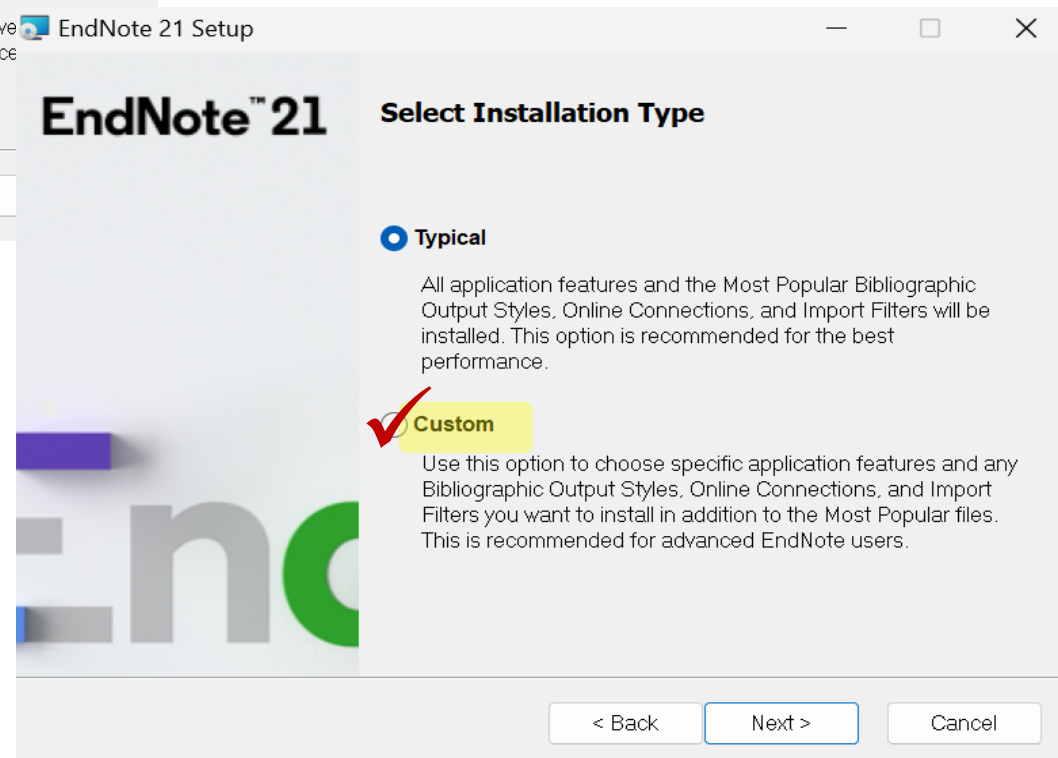 ve
EndNote 21 Setup
ce
EndNote™21
Select Installation Type
Typical
All application features and the Most Popular Bibliographic
Output Styles, Online Connections, and Import Filters will be
installed. This option is recommended for the best
performance.
Custom
Use this option to choose specific application features and any
Bibliographic Output Styles, Online Connections, and Import
Filters you want to install in addition to the Most Popular files.
This is recommended for advanced EndNote users.
En
< Back Next > Cancel